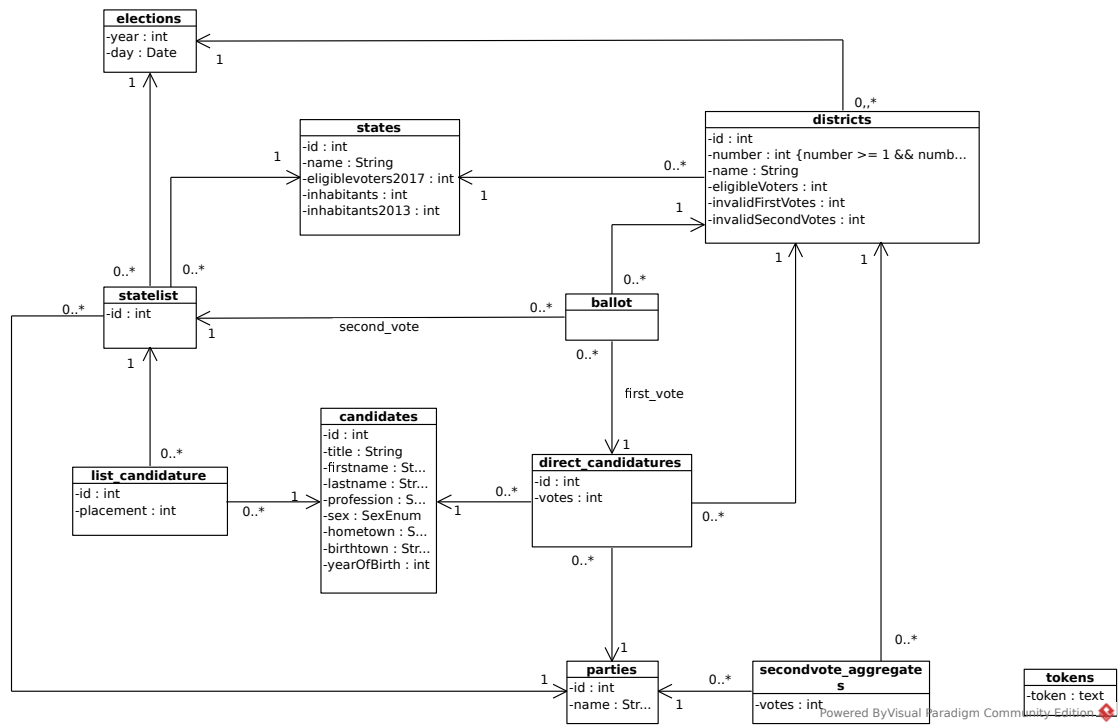 elections
-year : int
-day : Date
1
1
0,,*
districts
-id : int
-number : int {number >= 1 && numb...
-name : String
-eligibleVoters : int
-invalidFirstVotes : int
-invalidSecondVotes : int
states
-id : int
-name : String
-eligiblevoters2017 : int
-inhabitants : int
-inhabitants2013 : int
1
0..*
1
1
1
1
0..*
0..*
0..*
statelist
-id : int
0..*
1
1
second_vote
0..*
ballot
0..*
first_vote
1
0..*
list_candidature
-id : int
-placement : int
0..*
1
candidates
-id : int
-title : String
-firstname : St...
-lastname : Str...
-profession : S...
-sex : SexEnum
-hometown : S...
-birthtown : Str...
-yearOfBirth : int
1
0..*
direct_candidatures
-id : int
-votes : int
0..*
0..*
1
0..*
1
parties
-id : int
-name : Str...
1
0..*
secondvote_aggregate
s
-votes : int
tokens
-token : text
Powered ByVisual Paradigm Community Edition